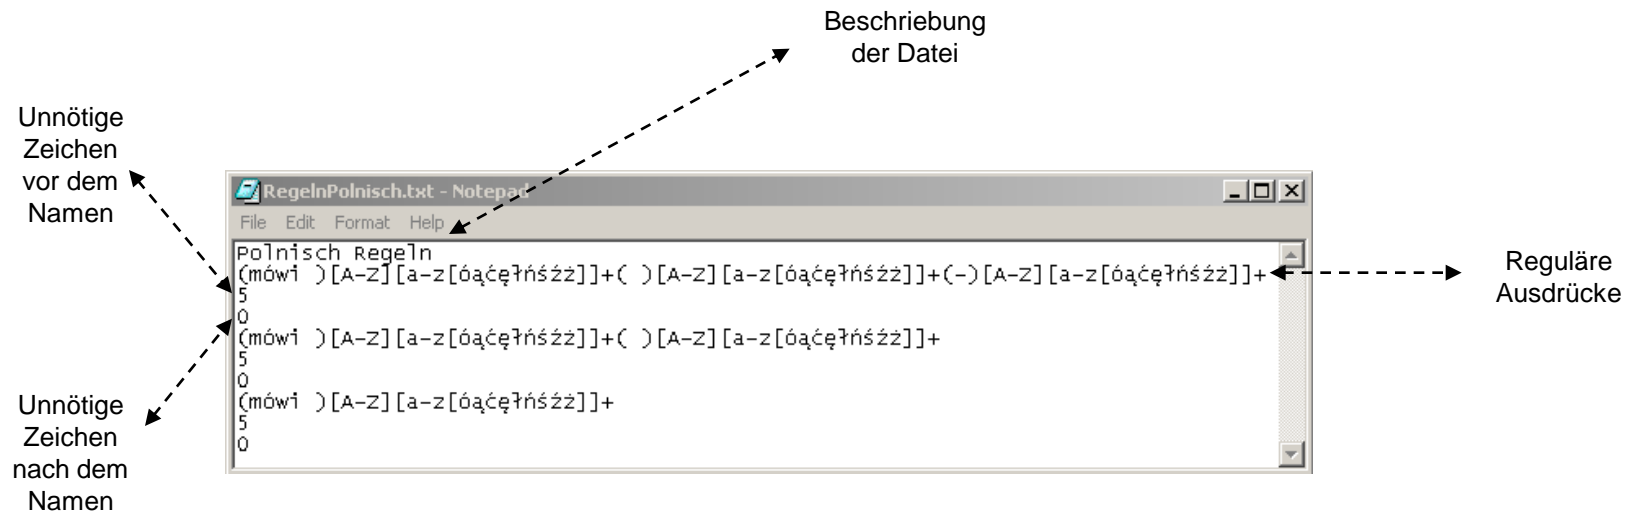 Beschriebung
der Datei
Unnötige
Zeichen
vor dem
Namen
RegelnPolnisch.txt - Notepad
File Edit Format Help
Polnisch Regeln
(mówi )[A-Z][a-z[óąćęłńśźż]]+( )[A-Z][a-z[óąćęłńśźż]]+(-)[A-Z][a-z[óąćęłńśźż]]+
5
0
(mówi )[A-Z][a-z[óąćęłńśźż]]+( )[A-Z][a-z[óąćęłńśźż]]+
5
0
(mówi )[A-Z][a-z[óąćęłńśźż]]+
5
0
Reguläre
Ausdrücke
Unnötige
Zeichen
nach dem
Namen